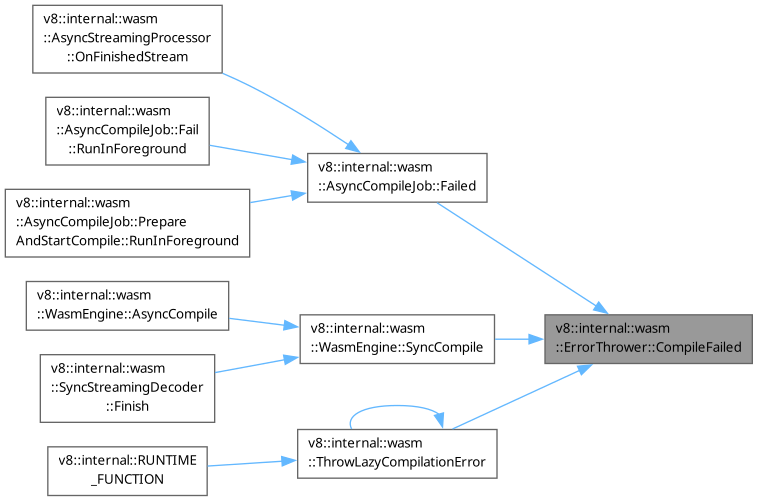 v8::internal::wasm
::AsyncStreamingProcessor
::OnFinishedStream
v8::internal::wasm
::AsyncCompileJob::Fail
::RunInForeground
v8::internal::wasm
::AsyncCompileJob::Failed
v8::internal::wasm
::AsyncCompileJob::Prepare
AndStartCompile::RunInForeground
v8::internal::wasm
::WasmEngine::AsyncCompile
v8::internal::wasm
::WasmEngine::SyncCompile
v8::internal::wasm
::ErrorThrower::CompileFailed
v8::internal::wasm
::SyncStreamingDecoder
::Finish
v8::internal::wasm
::ThrowLazyCompilationError
v8::internal::RUNTIME
_FUNCTION